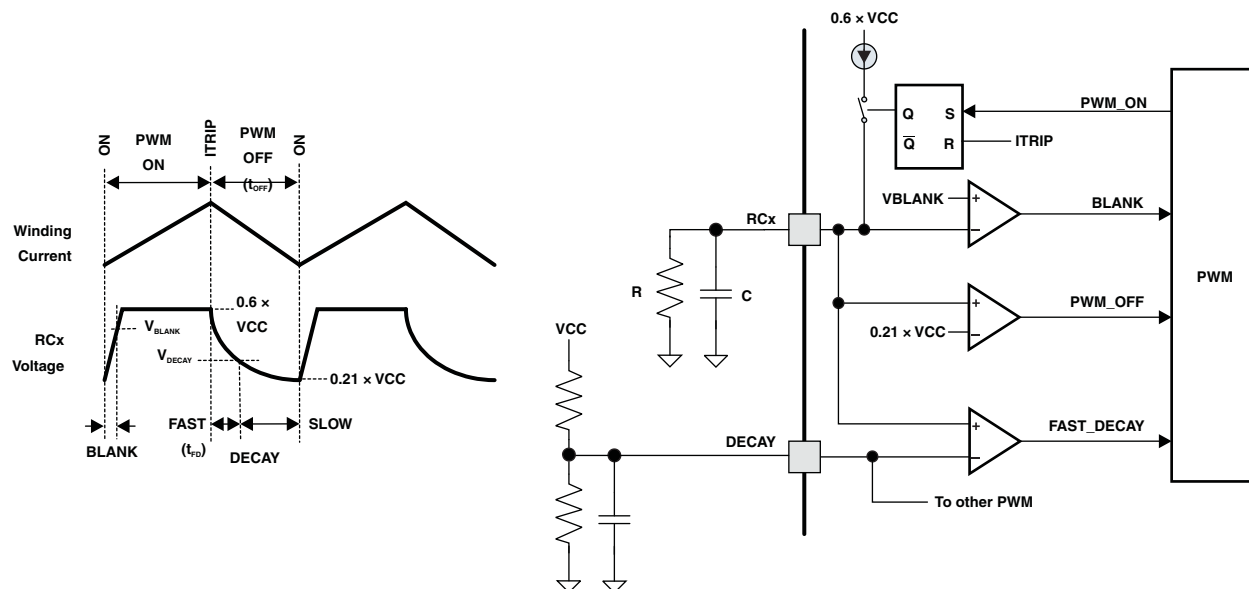 ON
PWM
ON
ITRIP
PWM
OFF
(tOFF)
ON
Winding
Current
RCx
Voltage
0.6 ×
VCC
VBLANK
VDECAY
0.21 × VCC
BLANK
FAST
(tFD)
DECAY
SLOW
0.6 × VCC
Q S
Q R
PWM_ON
ITRIP
VBLANK
+
−
BLANK
RCx
R
C
+
−
0.21 × VCC
PWM_OFF
PWM
VCC
DECAY
+
−
FAST_DECAY
To other PWM